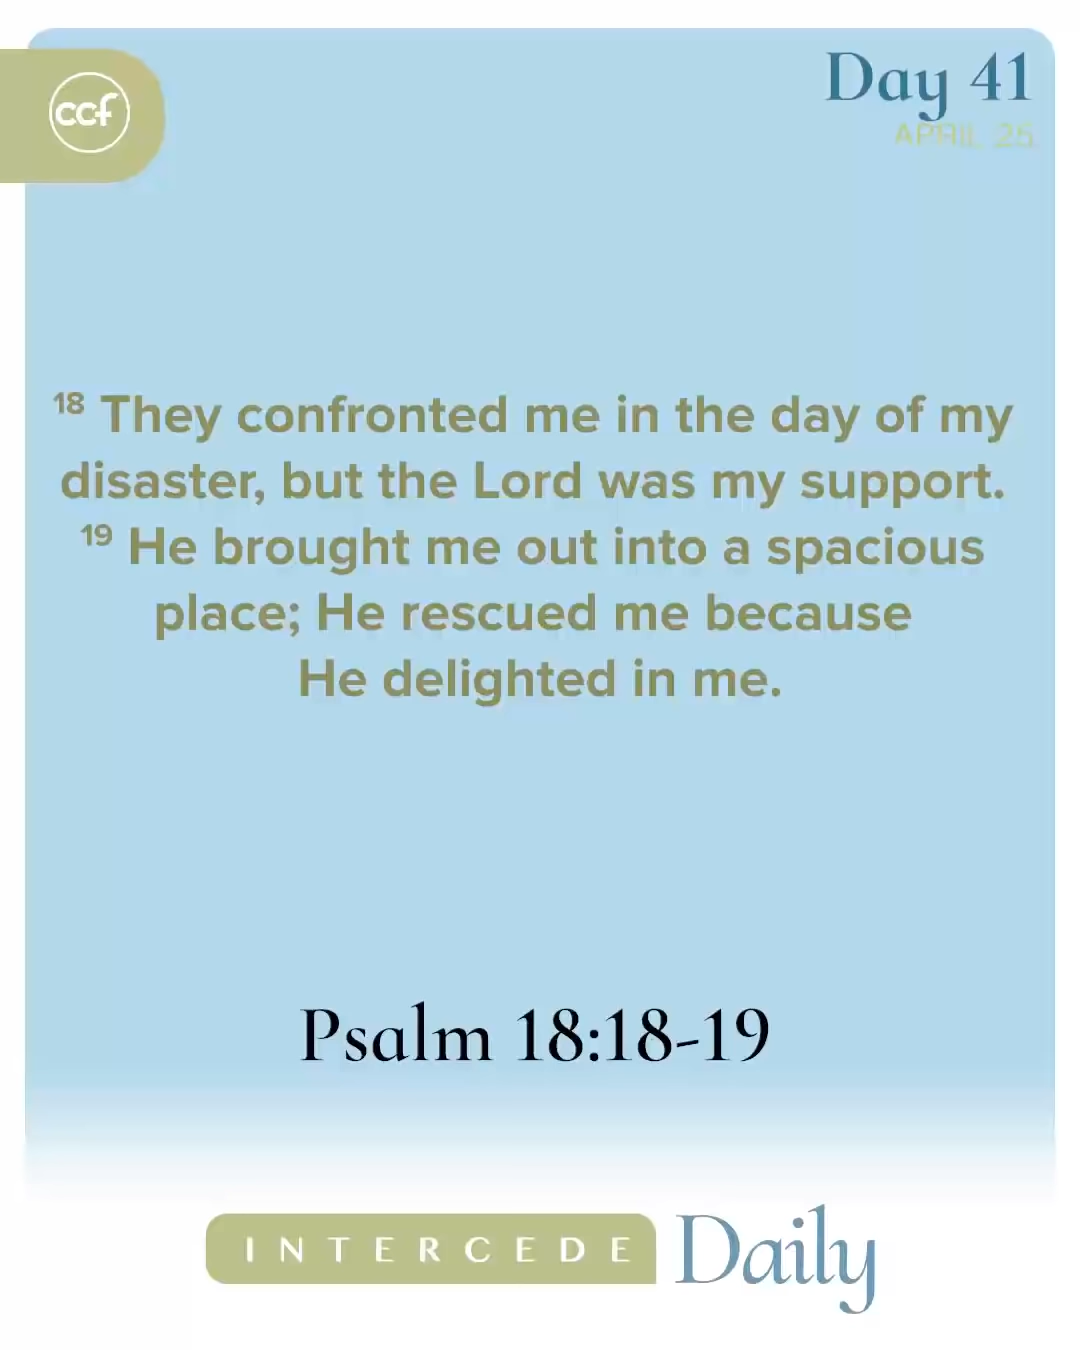 ccf
Day 41
APRIL 25
18 They confronted me in the day of my
disaster, but the Lord was my support.
19 He brought me out into a spacious
place; He rescued me because
He delighted in me.
Psalm 18:18-19
INTERCEDE Daily